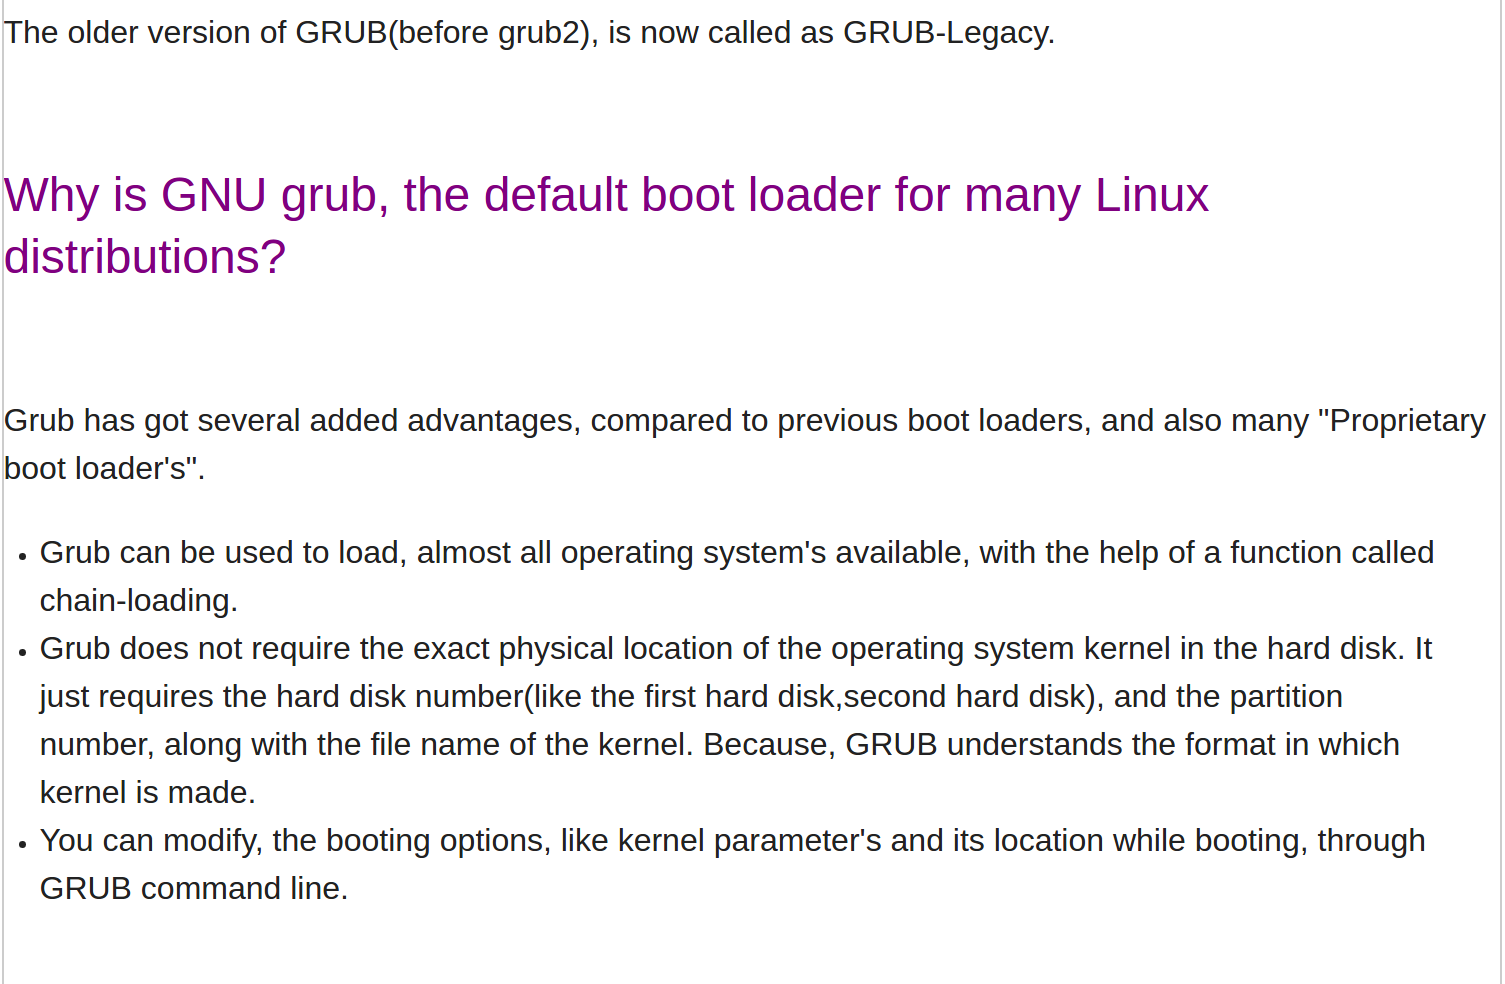 The older version of GRUB(before grub2), is now called as GRUB-Legacy.
Why is GNU grub, the default boot loader for many Linux
distributions?
Grub has got several added advantages, compared to previous boot loaders, and also many "Proprietary
boot loader's".
• Grub can be used to load, almost all operating system's available, with the help of a function called
chain-loading.
• Grub does not require the exact physical location of the operating system kernel in the hard disk. It
just requires the hard disk number(like the first hard disk,second hard disk), and the partition
number, along with the file name of the kernel. Because, GRUB understands the format in which
kernel is made.
• You can modify, the booting options, like kernel parameter's and its location while booting, through
GRUB command line.